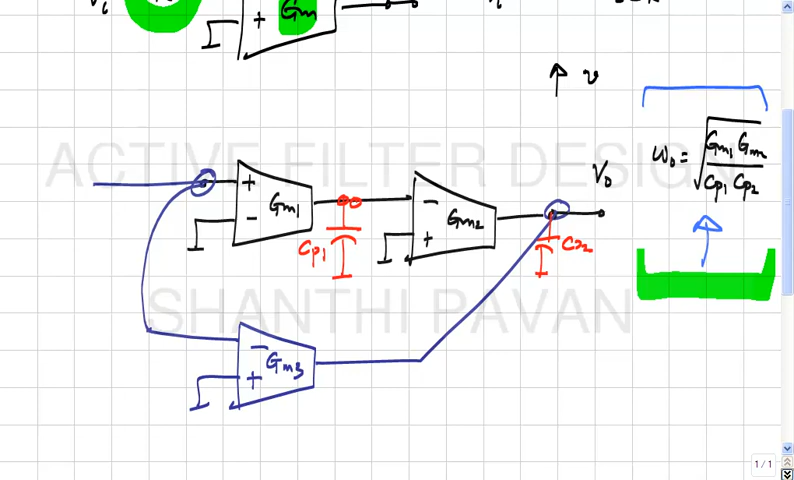 Vi
+ Gm
v
ACTIVE FILTER DESIGN
ω0 = √ Gm1 Gm2
Cp1 Cp2
V0
+
−
Gm1
−
+
Gm2
Cp1
Cp2
SHANTHI PAVAN
−
+
Gm3
1/1